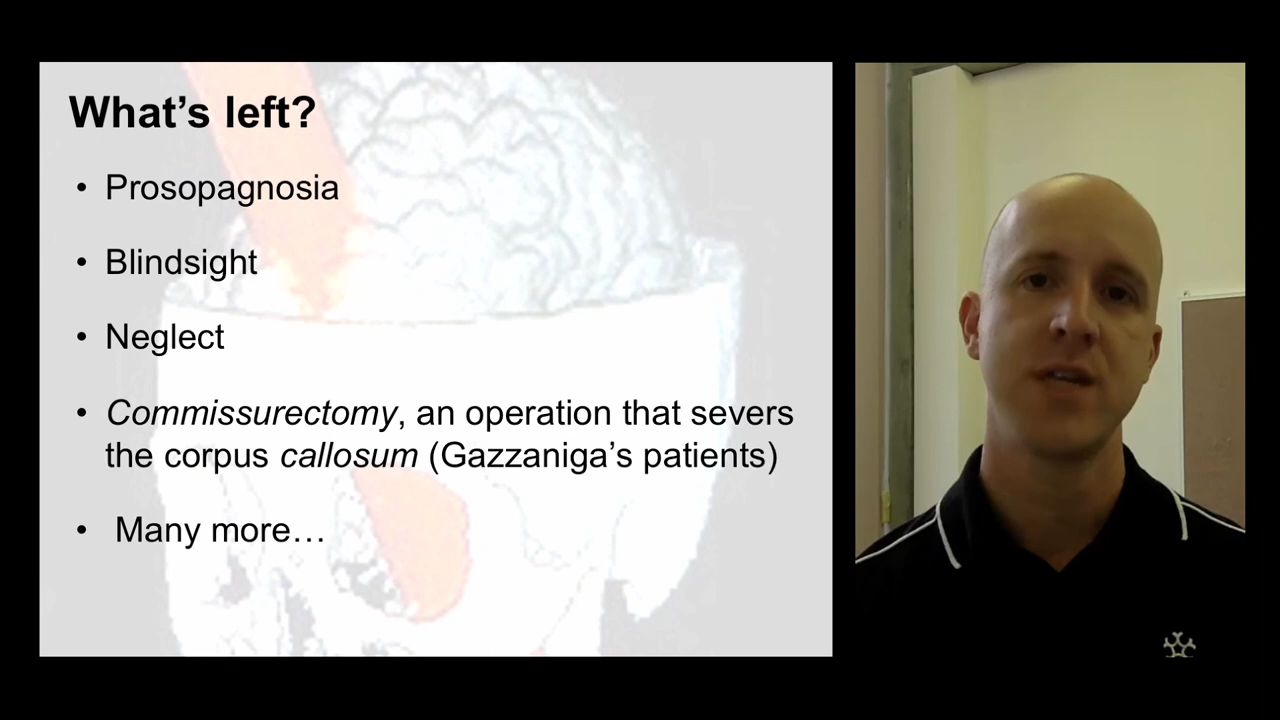 What’s left?
• Prosopagnosia
• Blindsight
• Neglect
• Commissurectomy, an operation that severs
the corpus callosum (Gazzaniga’s patients)
• Many more…